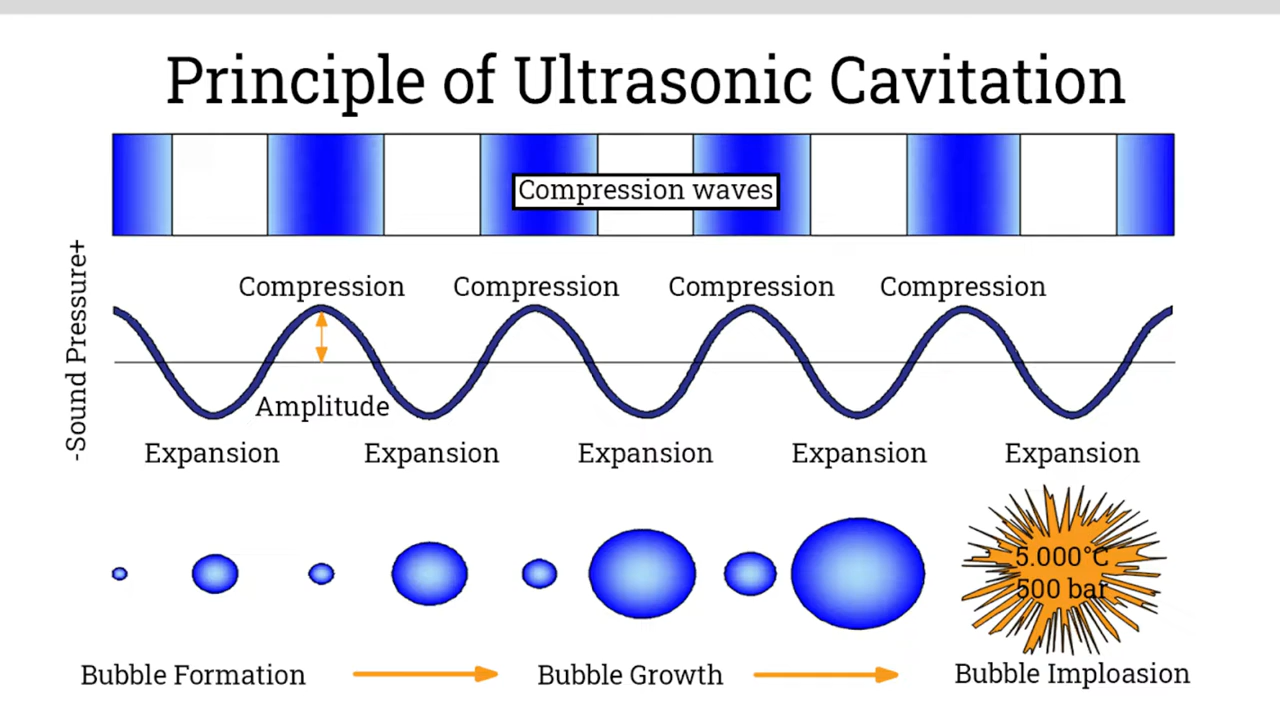 Principle of Ultrasonic Cavitation
Compression waves
-Sound Pressure+
Compression
Compression
Compression
Compression
Amplitude
Expansion
Expansion
Expansion
Expansion
Expansion
5.000°C
500 bar
Bubble Formation
Bubble Growth
Bubble Imploasion